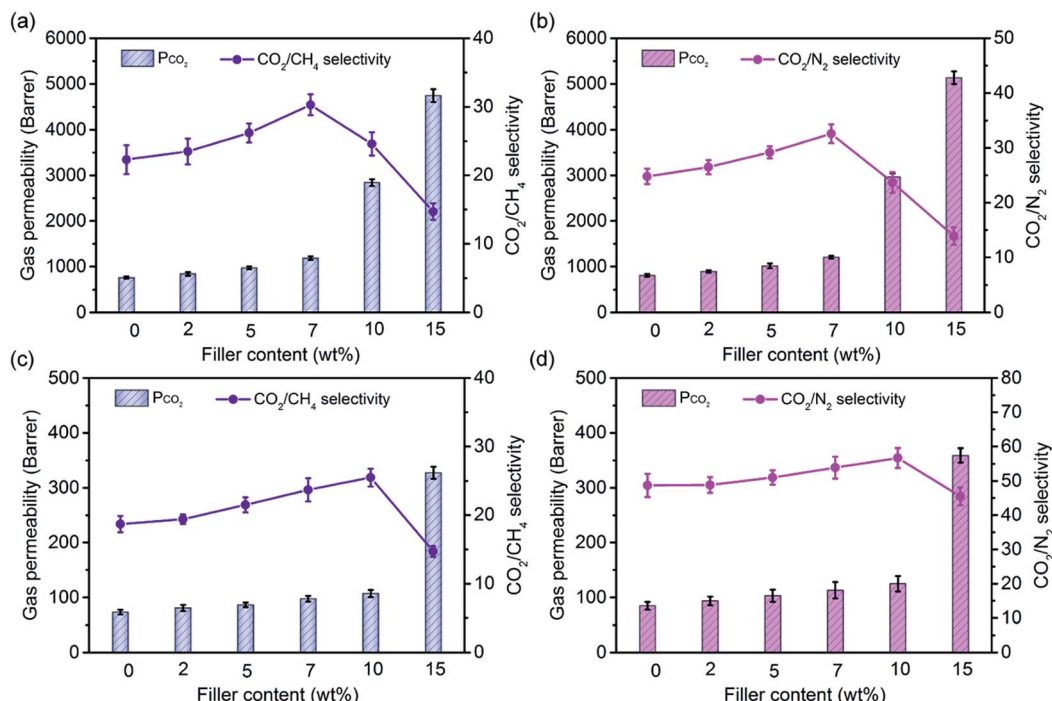 (a)
Gas permeability (Barrer)
6000
5000
4000
3000
2000
1000
0
PCO₂
CO₂/CH₄ selectivity
40
30
20
10
0
CO₂/CH₄ selectivity
0 2 5 7 10 15
Filler content (wt%)
(b)
Gas permeability (Barrer)
6000
5000
4000
3000
2000
1000
0
PCO₂
CO₂/N₂ selectivity
50
40
30
20
10
0
CO₂/N₂ selectivity
0 2 5 7 10 15
Filler content (wt%)
(c)
Gas permeability (Barrer)
500
400
300
200
100
0
PCO₂
CO₂/CH₄ selectivity
40
30
20
10
0
CO₂/CH₄ selectivity
0 2 5 7 10 15
Filler content (wt%)
(d)
Gas permeability (Barrer)
500
400
300
200
100
0
PCO₂
CO₂/N₂ selectivity
80
70
60
50
40
30
20
10
0
CO₂/N₂ selectivity
0 2 5 7 10 15
Filler content (wt%)